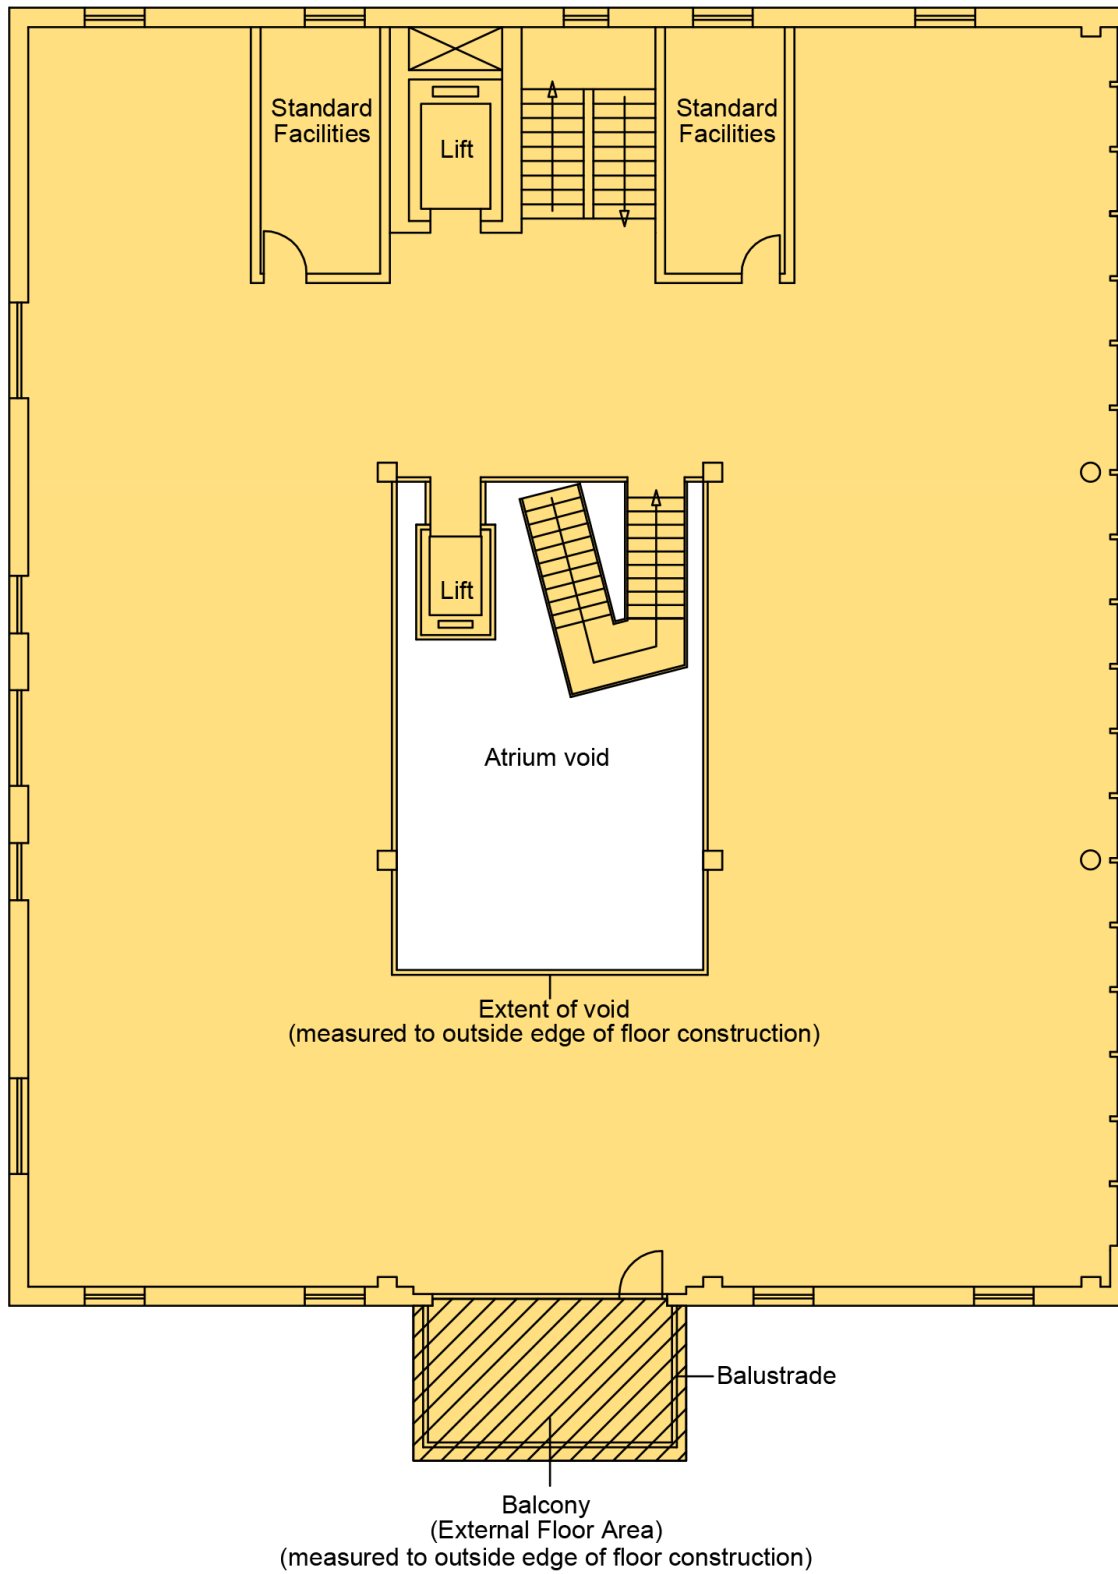 Standard
Facilities
Lift
Standard
Facilities
Lift
Atrium void
Extent of void
(measured to outside edge of floor construction)
Balustrade
Balcony
(External Floor Area)
(measured to outside edge of floor construction)